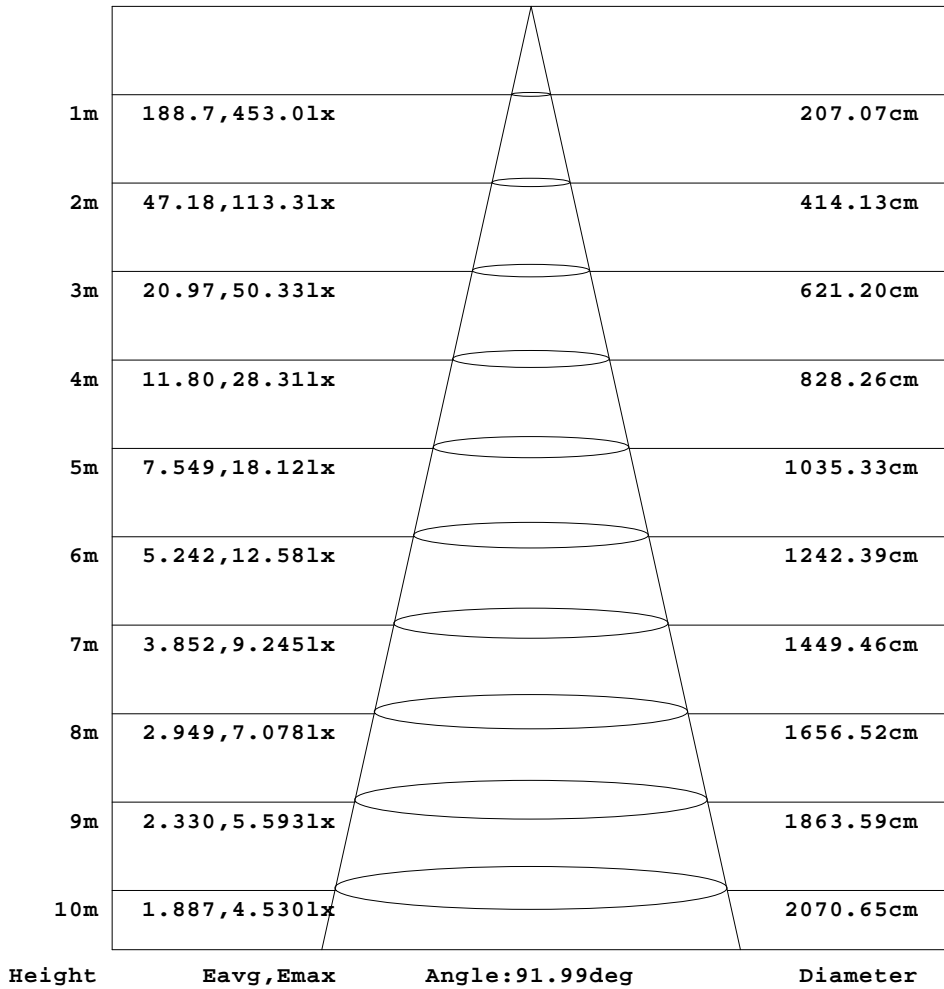 1m 188.7,453.0lx 207.07cm
2m 47.18,113.3lx 414.13cm
3m 20.97,50.33lx 621.20cm
4m 11.80,28.31lx 828.26cm
5m 7.549,18.12lx 1035.33cm
6m 5.242,12.58lx 1242.39cm
7m 3.852,9.245lx 1449.46cm
8m 2.949,7.078lx 1656.52cm
9m 2.330,5.593lx 1863.59cm
10m 1.887,4.530lx 2070.65cm
Height Eavg,Emax Angle:91.99deg Diameter